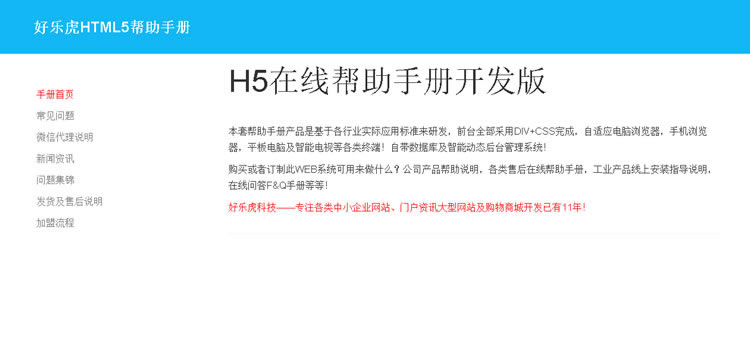 好乐虎HTML5帮助手册
手册首页
常见问题
微信代理说明
新闻资讯
问题集锦
发货及售后说明
加盟流程
H5在线帮助手册开发版
本套帮助手册产品是基于各行业实际应用标准来研发，前台全部采用DIV+CSS完成，自适应电脑浏览器，手机浏览
器，平板电脑及智能电视等各类终端！自带数据库及智能动态后台管理系统！
购买或者订制此WEB系统可用来做什么？公司产品帮助说明，各类售后在线帮助手册，工业产品线上安装指导说明，
在线问答F&Q手册等等！
好乐虎科技——专注各类中小企业网站、门户资讯大型网站及购物商城开发已有11年！